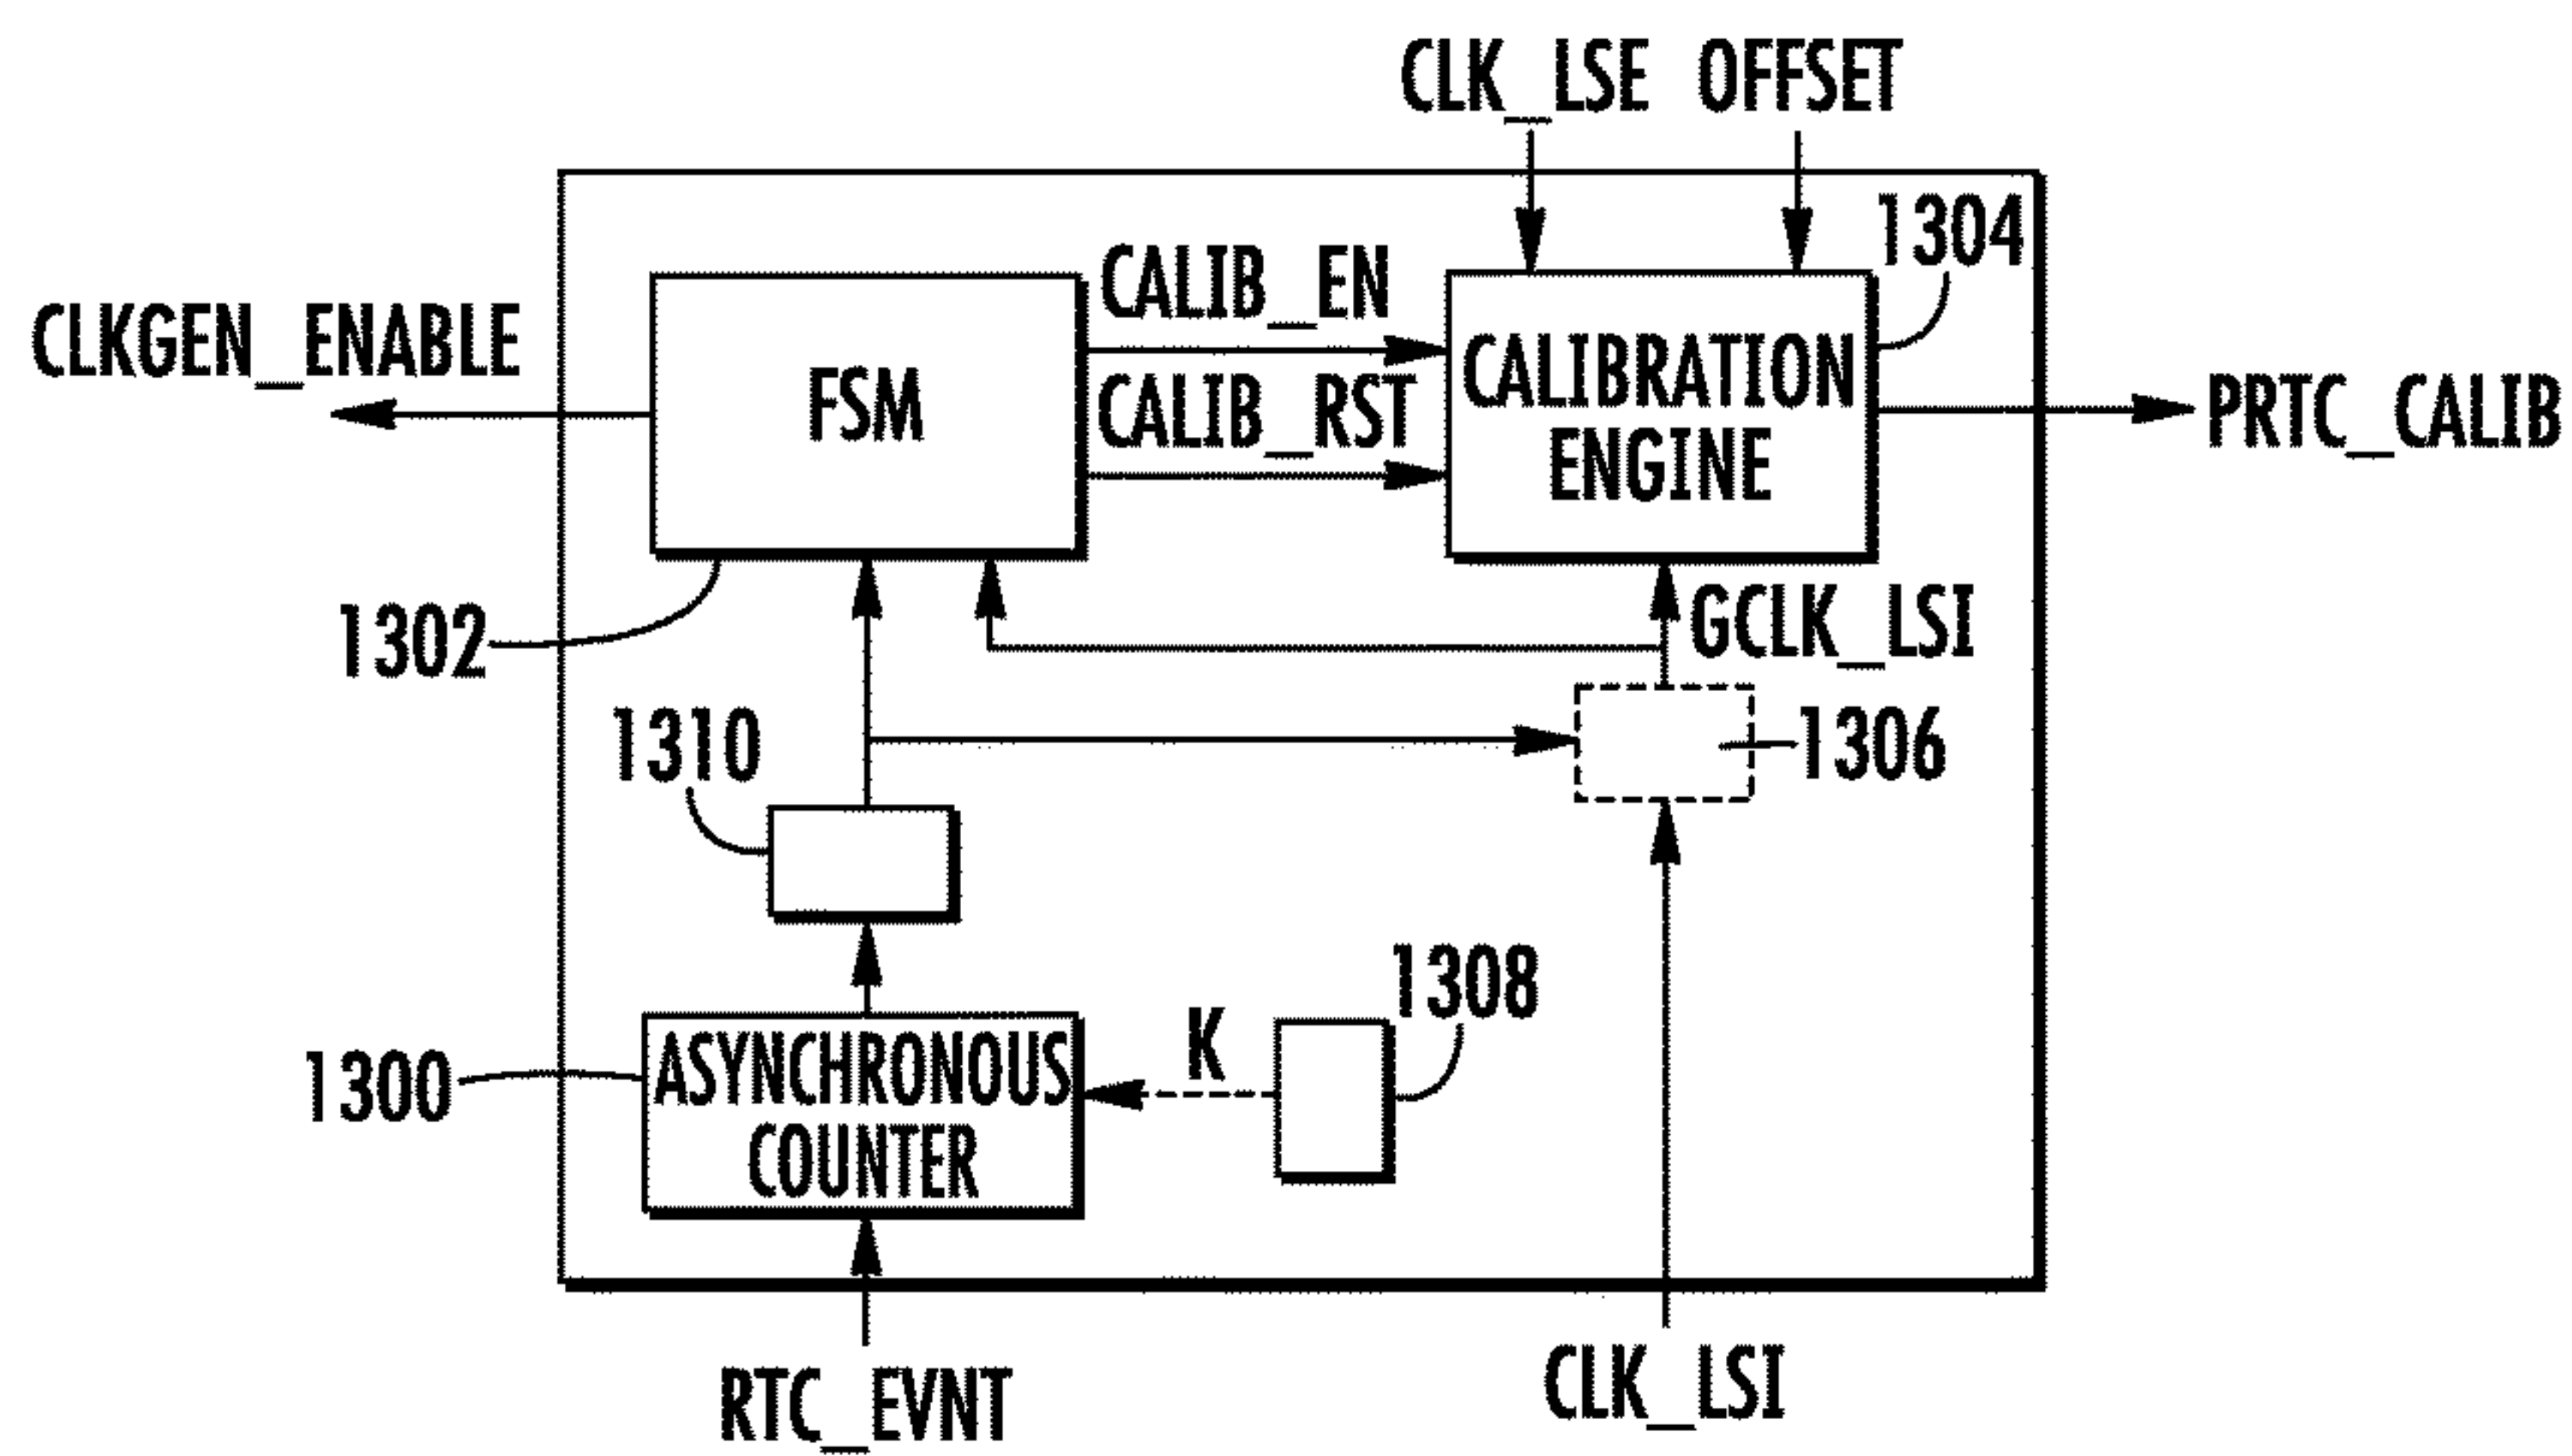 CLK_LSE OFFSET
1304
CALIB_EN
CLKGEN_ENABLE
FSM
CALIB_RST
CALIBRATION
ENGINE
PRTC_CALIB
1302
GCLK_LSI
1310
1306
1308
K
1300
ASYNCHRONOUS
COUNTER
RTC_EVNT
CLK_LSI